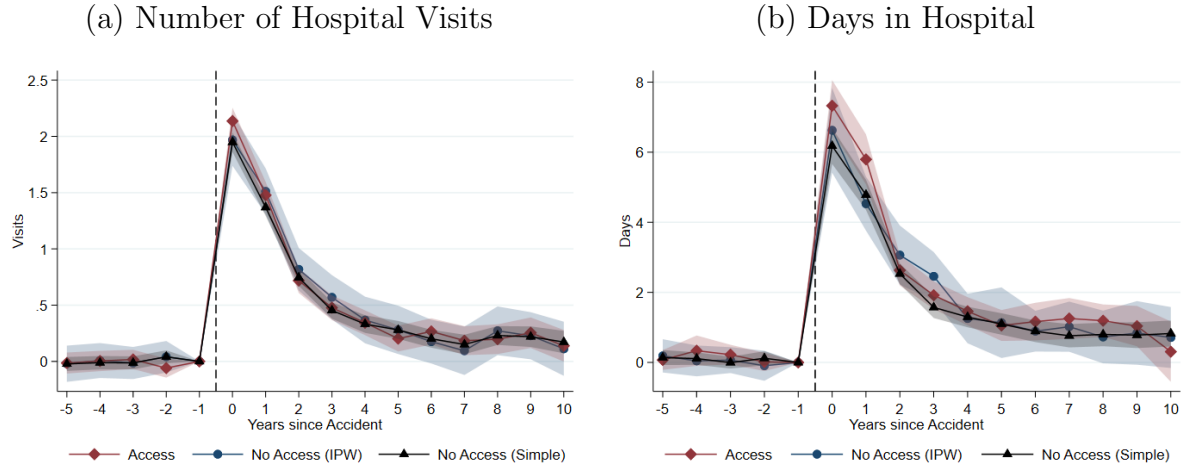 (a) Number of Hospital Visits
2.5
2
1.5
1
.5
0
Visits
-5 -4 -3 -2 -1 0 1 2 3 4 5 6 7 8 9 10
Years since Accident
Access No Access (IPW) No Access (Simple)
(b) Days in Hospital
8
6
4
2
0
Days
-5 -4 -3 -2 -1 0 1 2 3 4 5 6 7 8 9 10
Years since Accident
Access No Access (IPW) No Access (Simple)